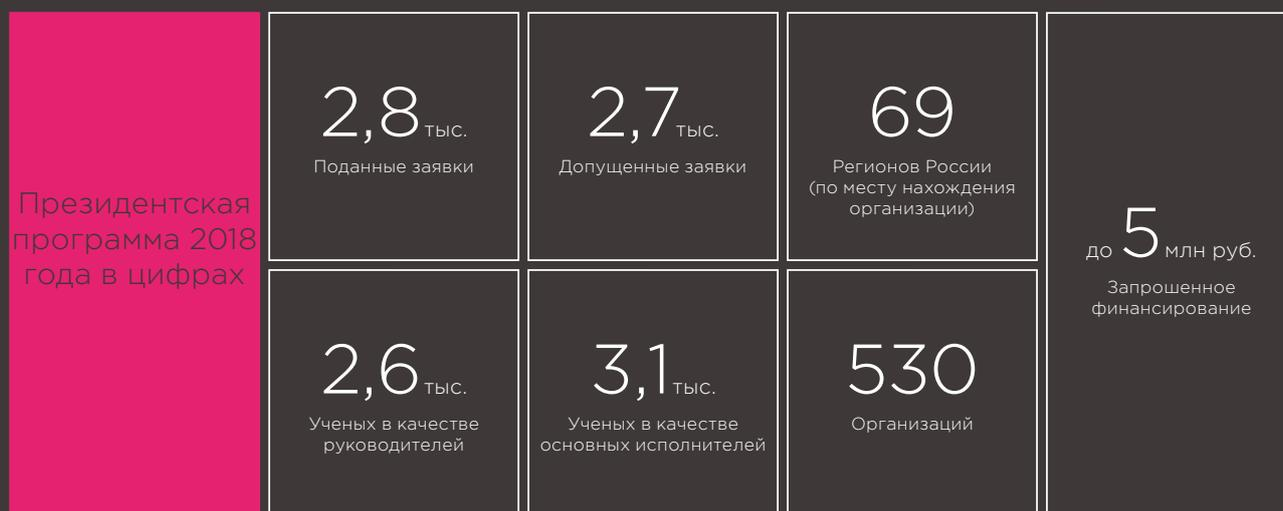 Президентская
программа 2018
года в цифрах
2,8 тыс.
Поданные заявки
2,7 тыс.
Допущенные заявки
69
Регионов России
(по месту нахождения
организации)
до 5 млн руб.
Запрошенное
финансирование
2,6 тыс.
Ученых в качестве
руководителей
3,1 тыс.
Ученых в качестве
основных исполнителей
530
Организаций